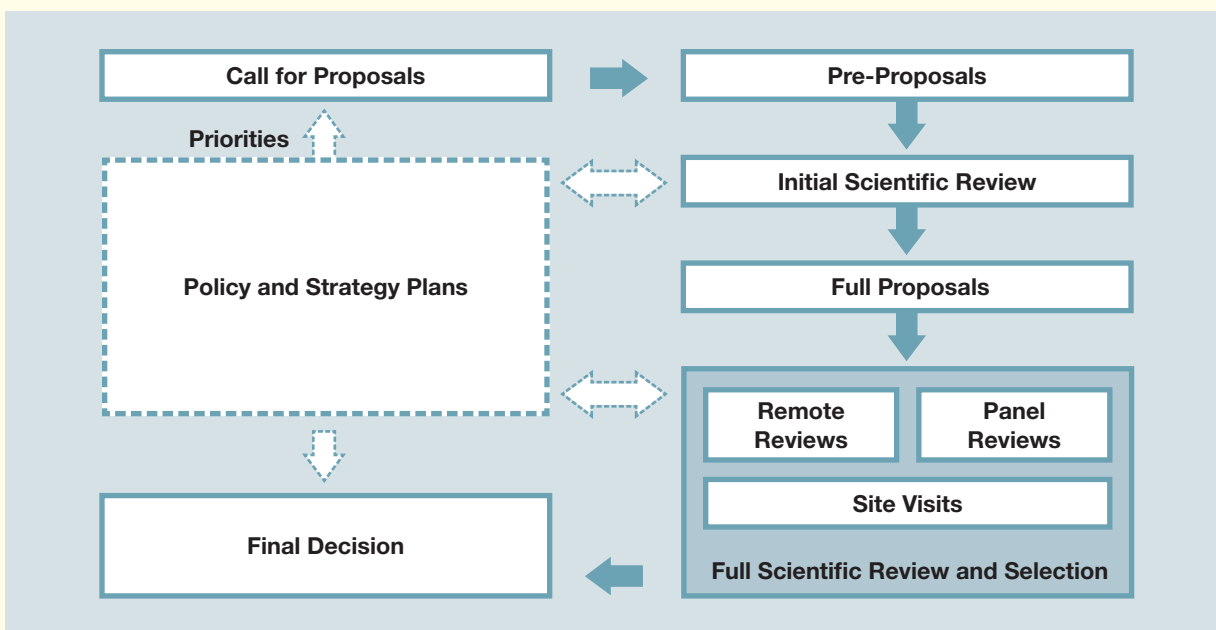 Call for Proposals
Pre-Proposals
Priorities
Initial Scientific Review
Policy and Strategy Plans
Full Proposals
Remote
Reviews
Panel
Reviews
Site Visits
Final Decision
Full Scientific Review and Selection